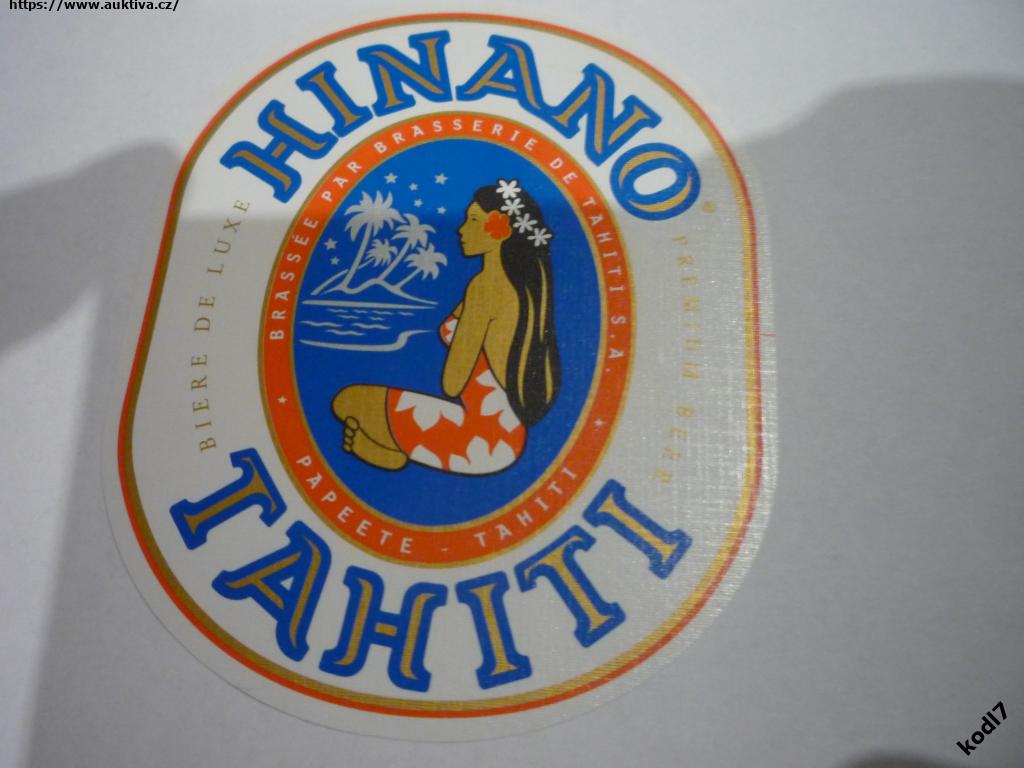 https://www.auktiva.cz/
HINANO
®
BRASSÉE PAR BRASSERIE DE TAHITI S.A.
BIERE DE LUXE
PREMIUM BEER
PAPEETE - TAHITI
TAHITI
kodl7